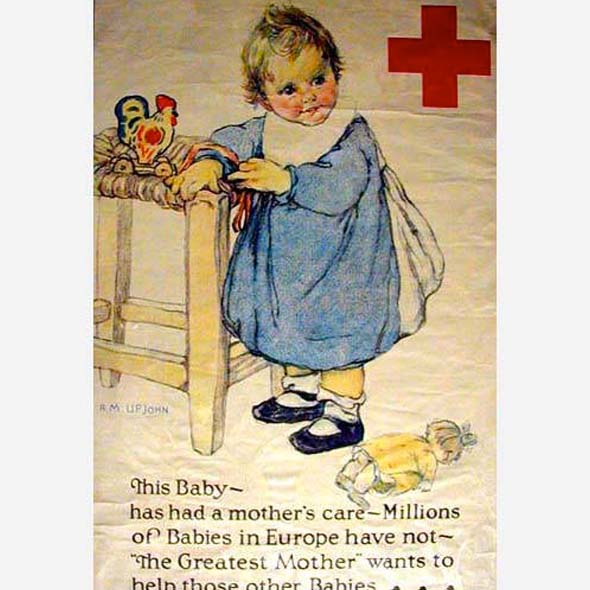 A.M. UPJOHN
This Baby~
has had a mother's care~Millions
of Babies in Europe have not~
"The Greatest Mother" wants to
help those other Babies